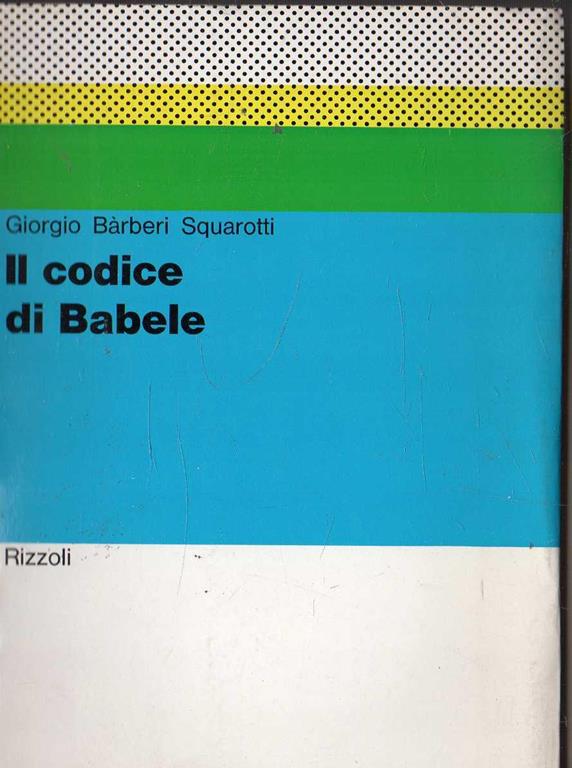 Giorgio Bàrberi Squarotti
Il codice
di Babele
Rizzoli